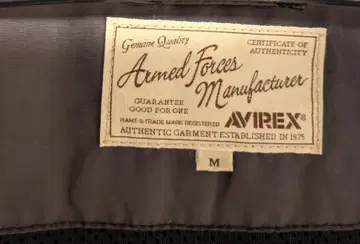 Genuine Quality
CERTIFICATE OF
AUTHENTICITY
Armed Forces
Manufacturer
GUARANTEE
GOOD FOR ONE
NAME & TRADE MARK REGISTERED AVIREX®
AUTHENTIC GARMENT ESTABLISHED IN 1975
M